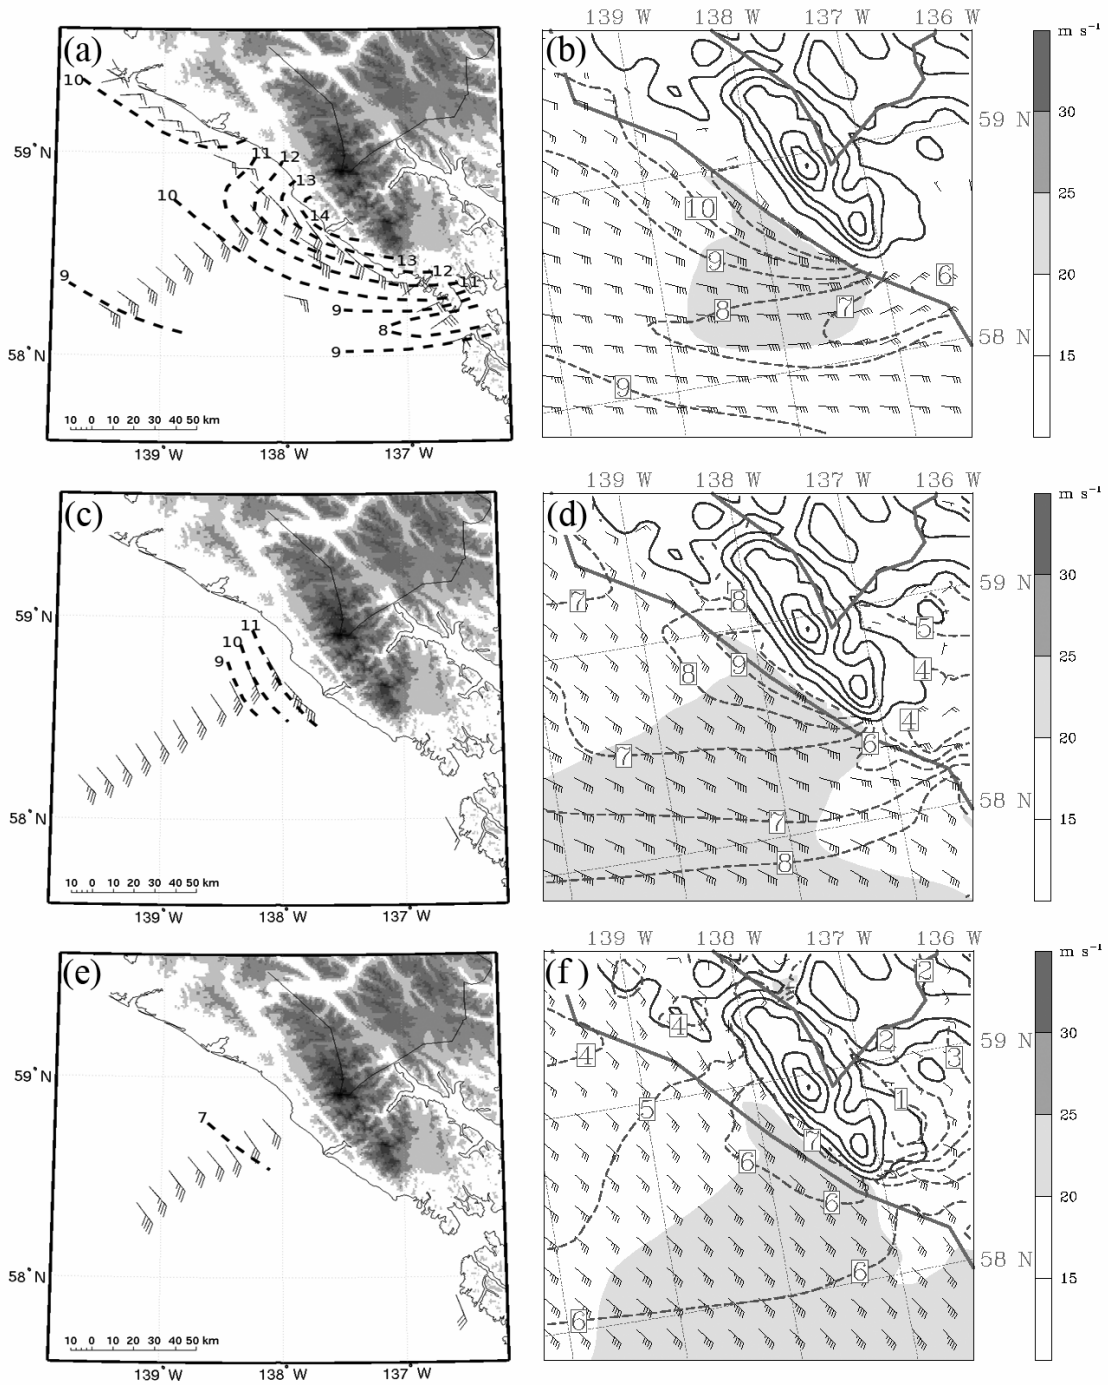 139 W 138 W 137 W 136 W
(a)
10
11
12
13
14
10
9
13
12
11
9
8
9
59°N
58°N
10 0 10 20 30 40 50 km
139°W 138°W 137°W
(b)
10
9
8
7
6
9
59 N
58 N
m s⁻¹
30
25
20
15
(c)
11
10
9
59°N
58°N
10 0 10 20 30 40 50 km
139°W 138°W 137°W
139 W 138 W 137 W 136 W
(d)
7
8
5
9
8
4
4
6
7
7
8
59 N
58 N
m s⁻¹
30
25
20
15
(e)
7
59°N
58°N
10 0 10 20 30 40 50 km
139°W 138°W 137°W
139 W 138 W 137 W 136 W
(f)
2
4
2
4
3
1
5
7
6
6
6
6
59 N
58 N
m s⁻¹
30
25
20
15